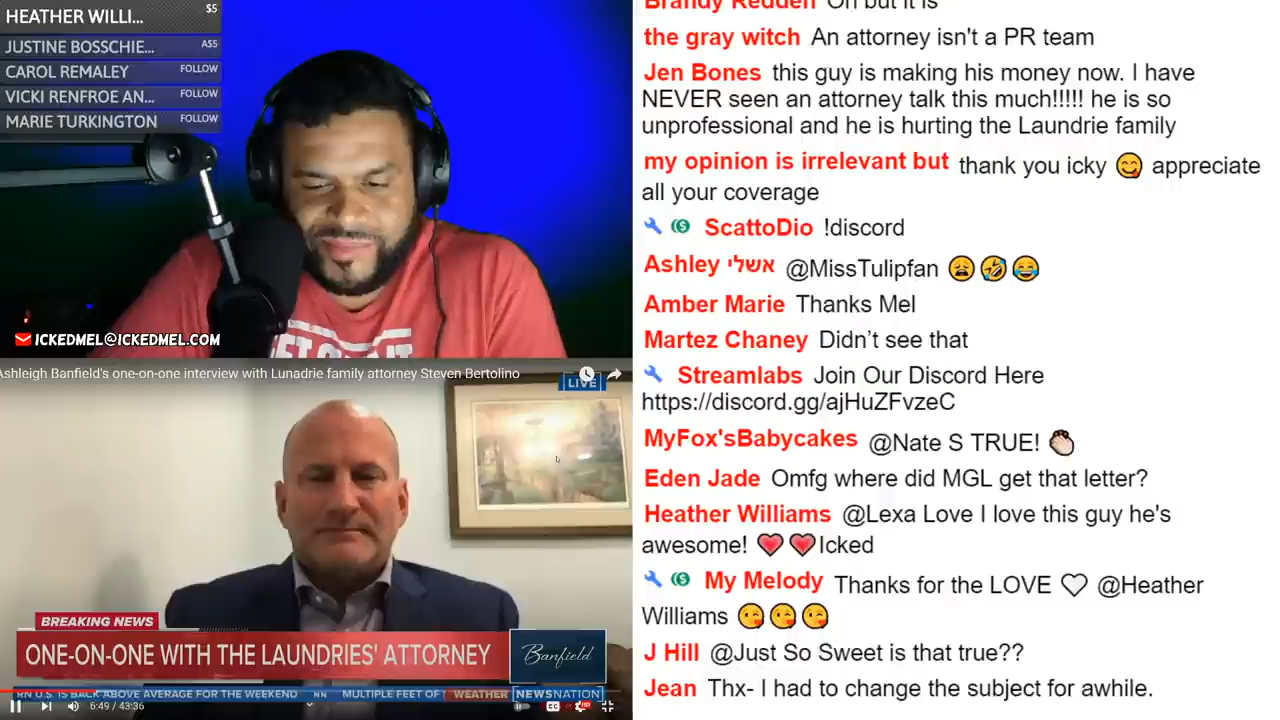 HEATHER WILLI...
$5
JUSTINE BOSSCHIE...
A$5
CAROL REMALEY
FOLLOW
VICKI RENFROE AN...
FOLLOW
MARIE TURKINGTON
FOLLOW
ICKEDMEL@ICKEDMEL.COM
Ashleigh Banfield's one-on-one interview with Lunadrie family attorney Steven Bertolino
LIVE
BREAKING NEWS
ONE-ON-ONE WITH THE LAUNDRIES' ATTORNEY
Banfield
U.S. IS BACK ABOVE AVERAGE FOR THE WEEKEND
NN
MULTIPLE FEET OF
WEATHER
NEWSNATION
6:49 / 43:36
CC
Brandy Redden Oh but it is
the gray witch An attorney isn't a PR team
Jen Bones this guy is making his money now. I have
NEVER seen an attorney talk this much!!!!! he is so
unprofessional and he is hurting the Laundrie family
my opinion is irrelevant but thank you icky 😋 appreciate
all your coverage
ScattoDio !discord
Ashley אשלי @MissTulipfan 😩🤣😂
Amber Marie Thanks Mel
Martez Chaney Didn’t see that
Streamlabs Join Our Discord Here
https://discord.gg/ajHuZFvzeC
MyFox'sBabycakes @Nate S TRUE! 👏🏻
Eden Jade Omfg where did MGL get that letter?
Heather Williams @Lexa Love I love this guy he's
awesome! ❤️❤️Icked
My Melody Thanks for the LOVE 🤍 @Heather
Williams 😘😘😘
J Hill @Just So Sweet is that true??
Jean Thx- I had to change the subject for awhile.